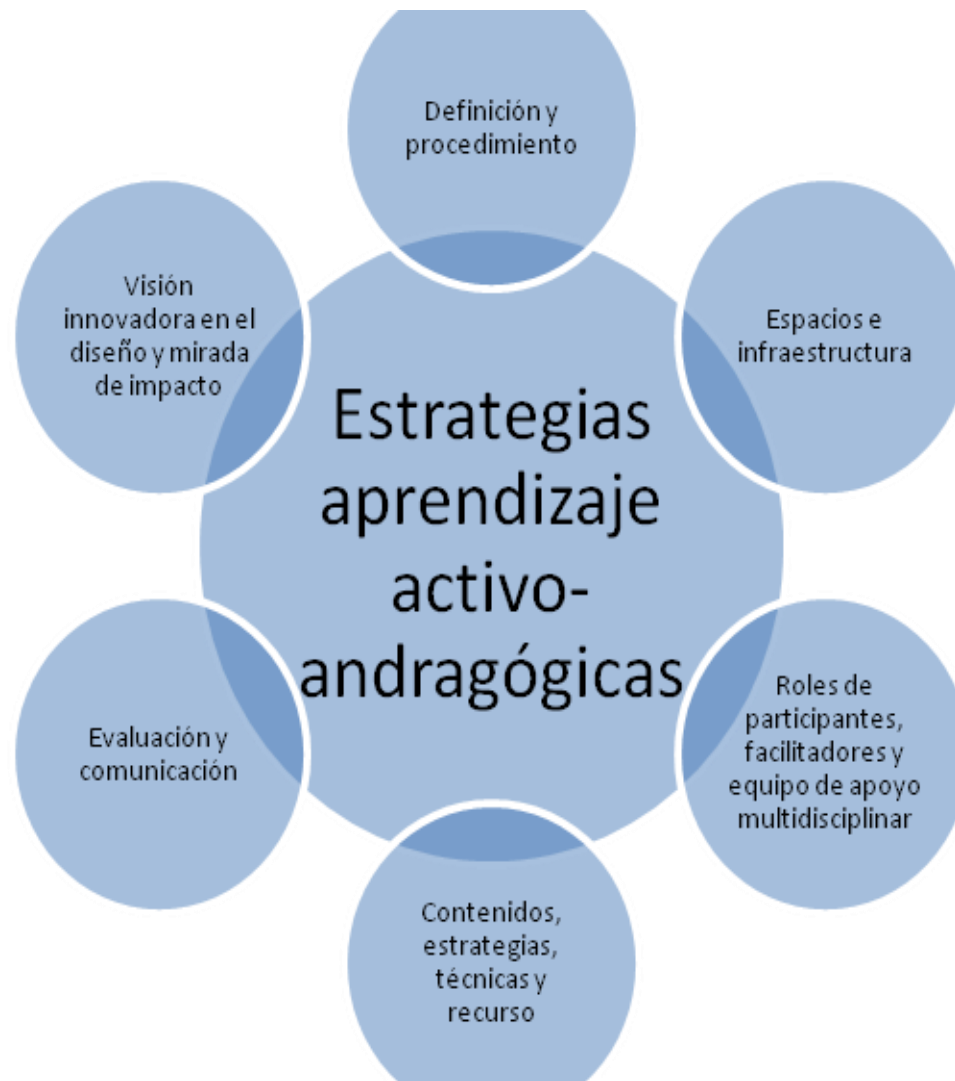 Definición y
procedimiento
Espacios e
infraestructura
Roles de
participantes,
facilitadores y
equipo de apoyo
multidisciplinar
Contenidos,
estrategias,
técnicas y
recurso
Evaluación y
comunicación
Visión
innovadora en el
diseño y mirada
de impacto
Estrategias
aprendizaje
activo-
andragógicas